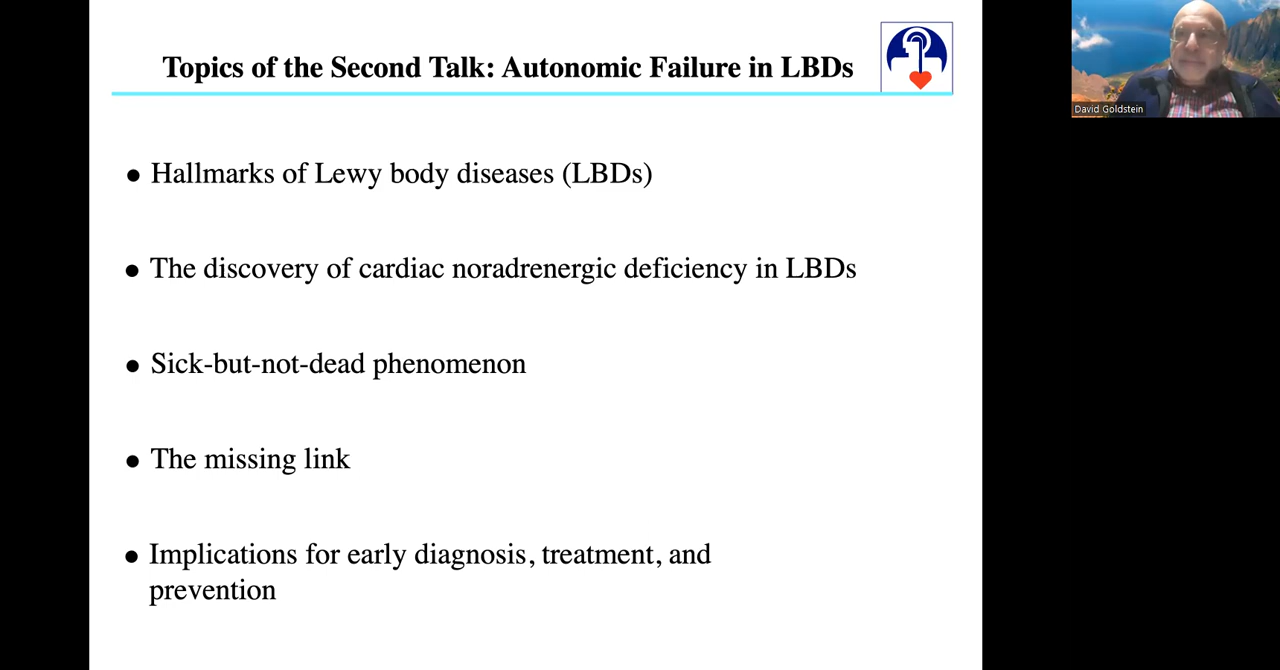 Topics of the Second Talk: Autonomic Failure in LBDs
David Goldstein
● Hallmarks of Lewy body diseases (LBDs)
● The discovery of cardiac noradrenergic deficiency in LBDs
● Sick-but-not-dead phenomenon
● The missing link
● Implications for early diagnosis, treatment, and
prevention